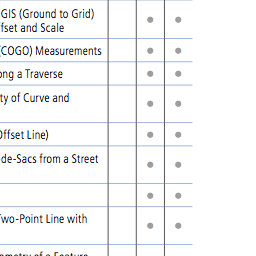 GIS (Ground to Grid)
fset and Scale
(COGO) Measurements
ong a Traverse
ty of Curve and
Offset Line)
de-Sacs from a Street
Two-Point Line with
ometry of a Feature